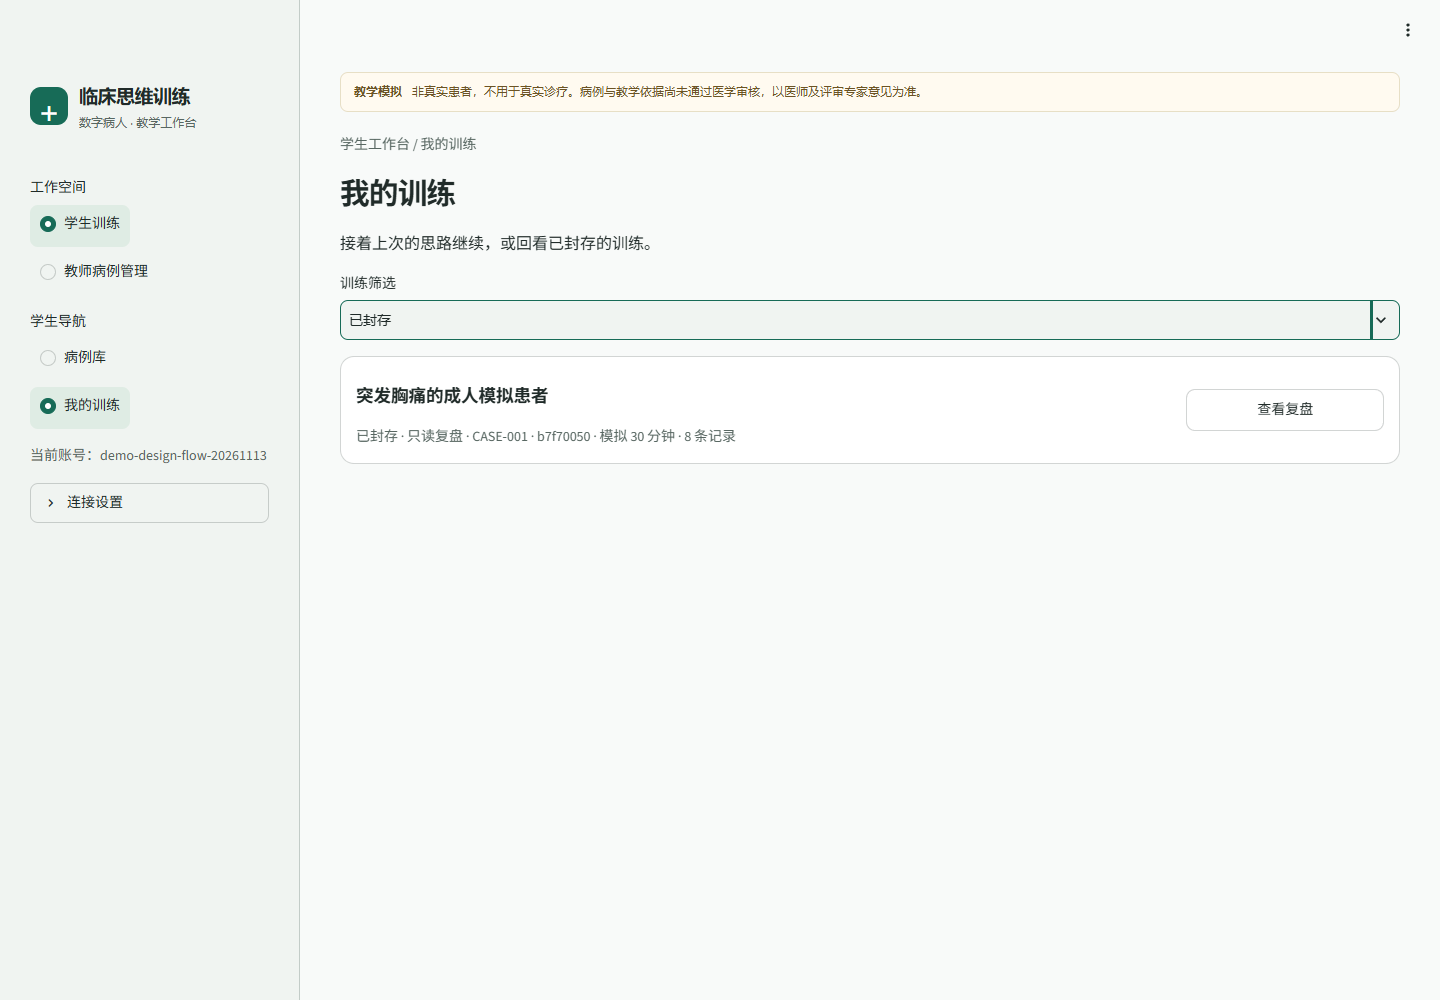 临床思维训练
数字病人 · 教学工作台
工作空间
学生训练
教师病例管理
学生导航
病例库
我的训练
当前账号：demo-design-flow-20261113
连接设置
教学模拟 非真实患者，不用于真实诊疗。病例与教学依据尚未通过医学审核，以医师及评审专家意见为准。
学生工作台 / 我的训练
我的训练
接着上次的思路继续，或回看已封存的训练。
训练筛选
已封存
突发胸痛的成人模拟患者
已封存 · 只读复盘 · CASE-001 · b7f70050 · 模拟 30 分钟 · 8 条记录
查看复盘